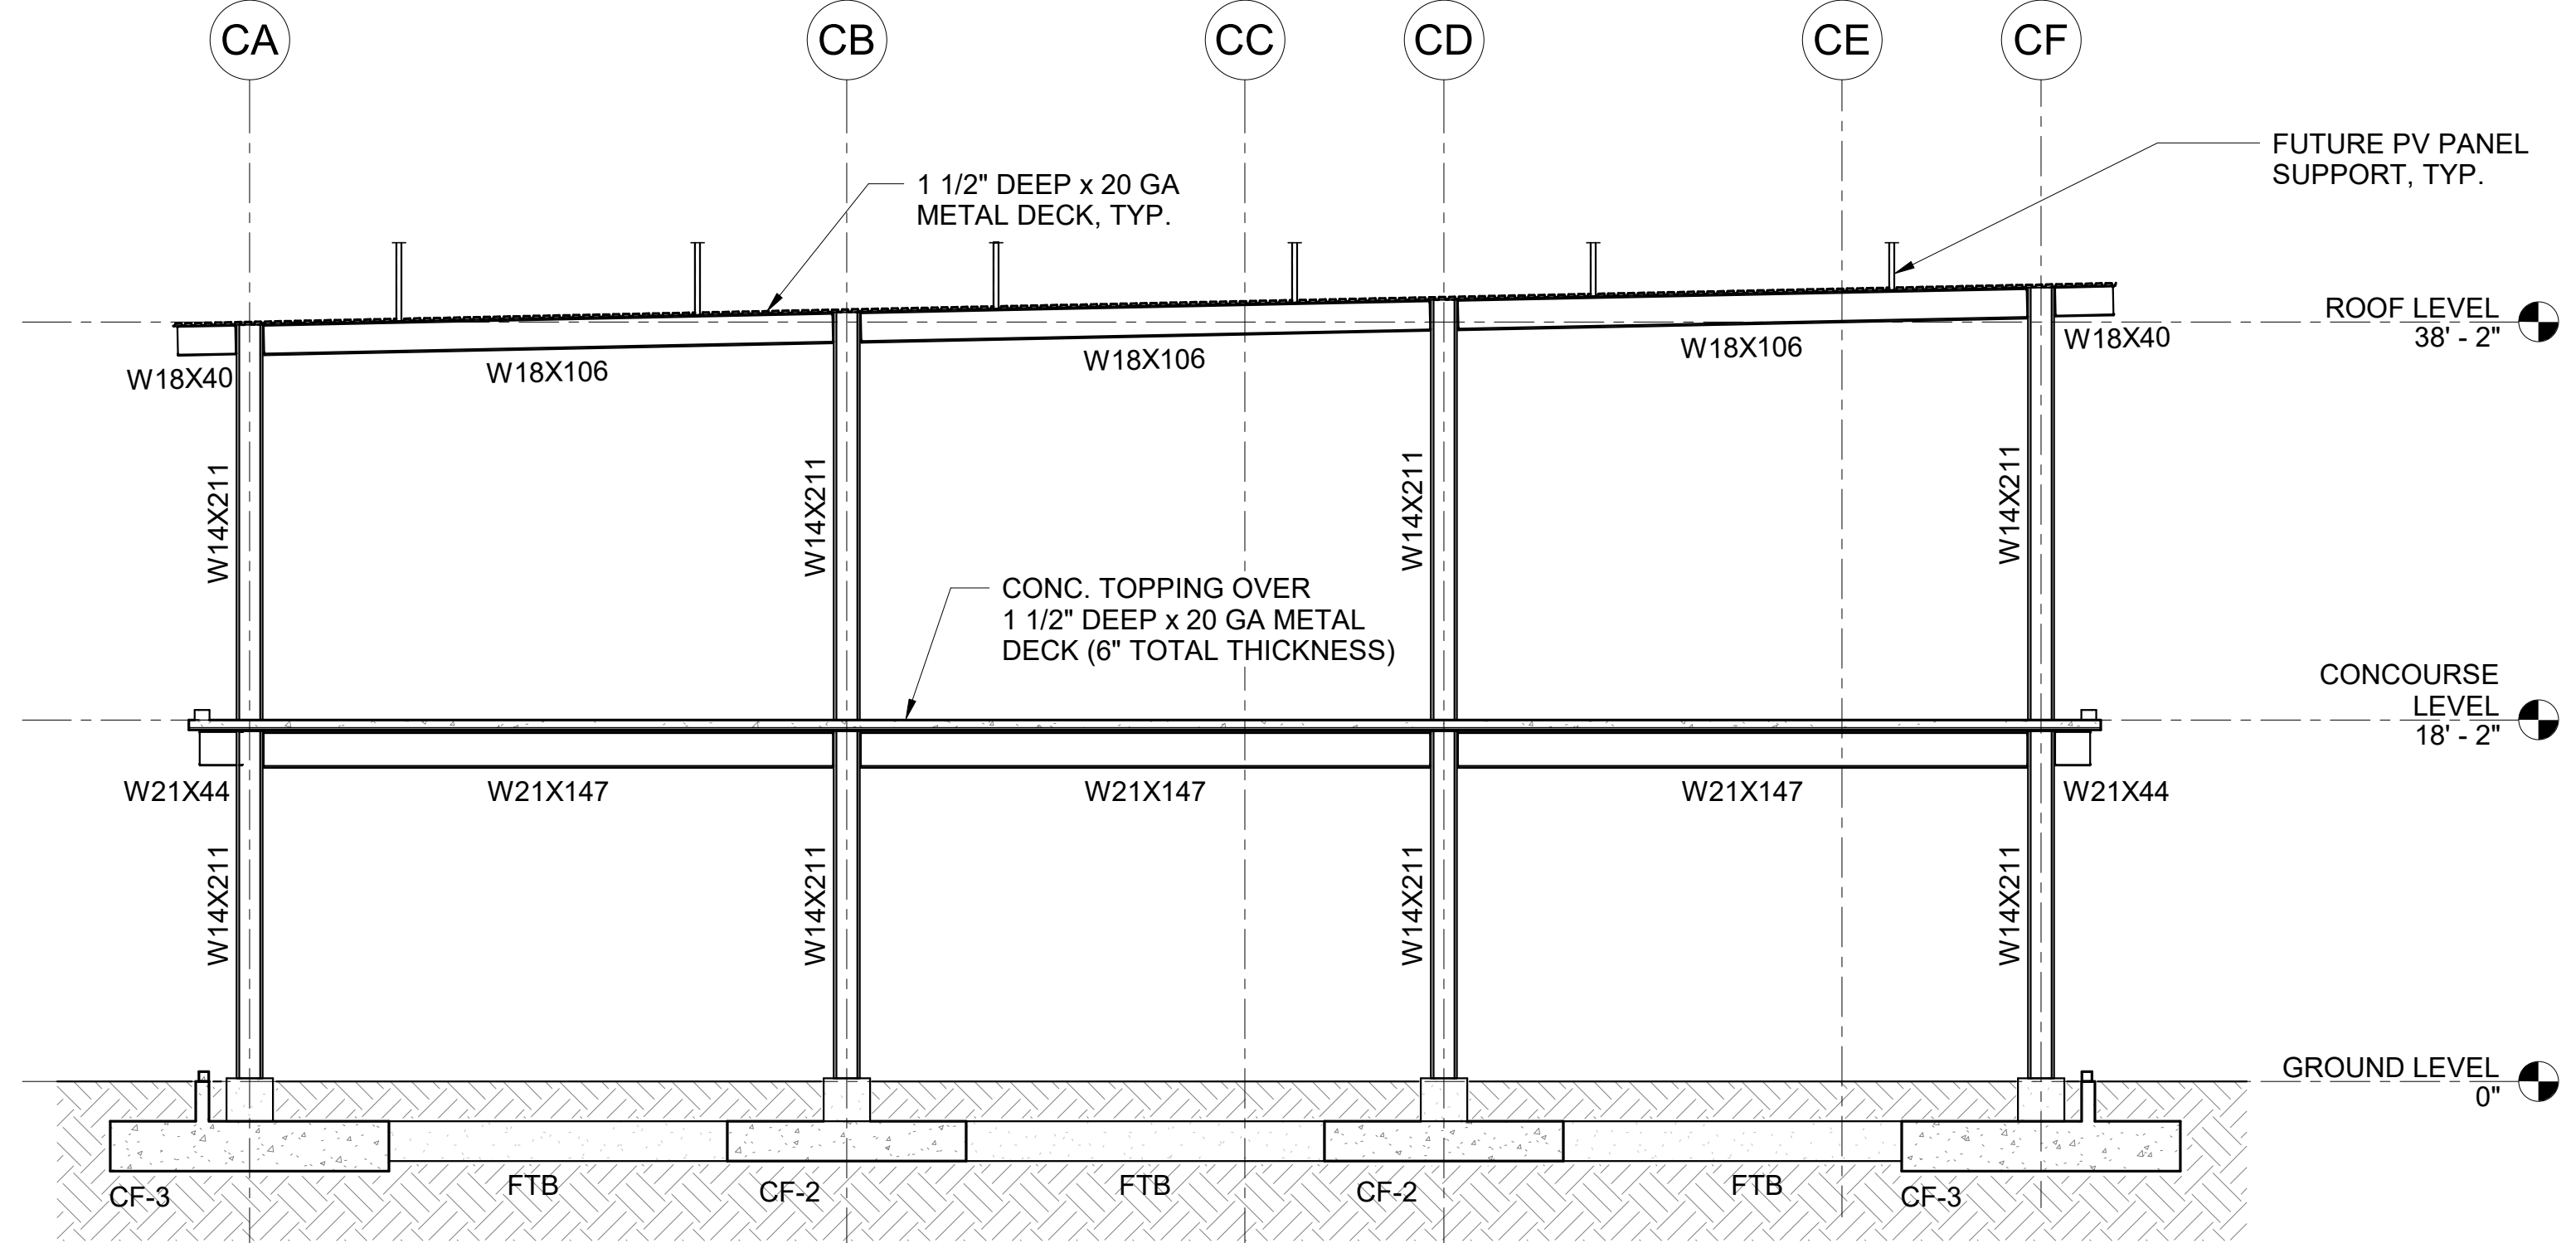 CA
CB
CC
CD
CE
CF
FUTURE PV PANEL
SUPPORT, TYP.
1 1/2" DEEP x 20 GA
METAL DECK, TYP.
ROOF LEVEL
38' - 2"
W18X40
W18X106
W18X106
W18X106
W18X40
W14X211
W14X211
W14X211
W14X211
CONC. TOPPING OVER
1 1/2" DEEP x 20 GA METAL
DECK (6" TOTAL THICKNESS)
CONCOURSE
LEVEL
18' - 2"
W21X44
W21X147
W21X147
W21X147
W21X44
W14X211
W14X211
W14X211
W14X211
GROUND LEVEL
0"
CF-3
FTB
CF-2
FTB
CF-2
FTB
CF-3